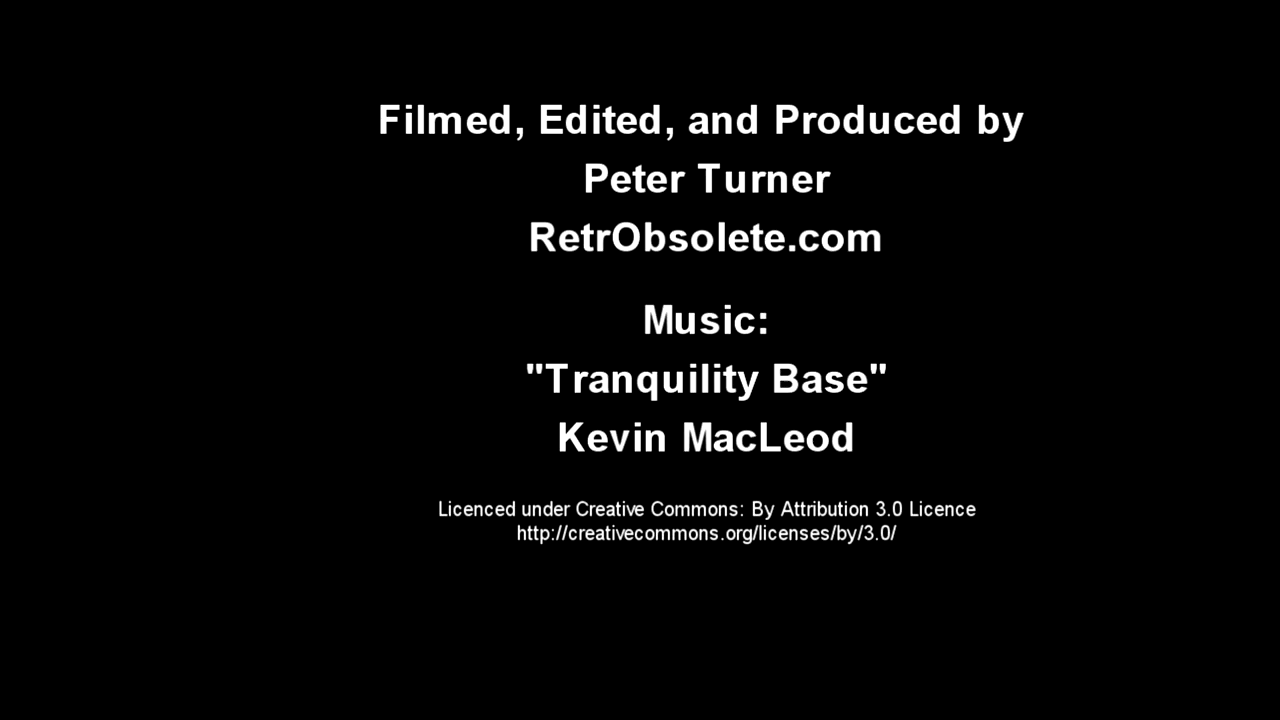 Filmed, Edited, and Produced by
Peter Turner
RetrObsolete.com
Music:
"Tranquility Base"
Kevin MacLeod
Licenced under Creative Commons: By Attribution 3.0 Licence
http://creativecommons.org/licenses/by/3.0/